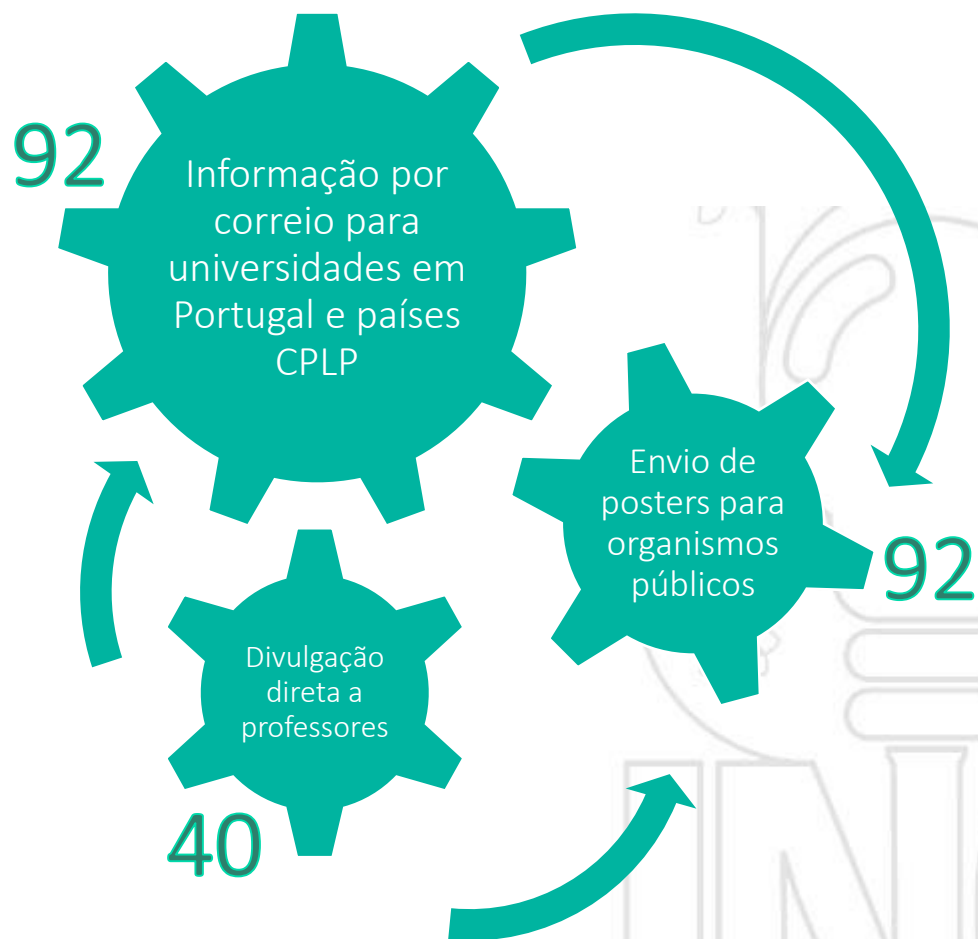 92
Informação por
correio para
universidades em
Portugal e países
CPLP
Envio de
posters para
organismos
públicos
92
Divulgação
direta a
professores
40